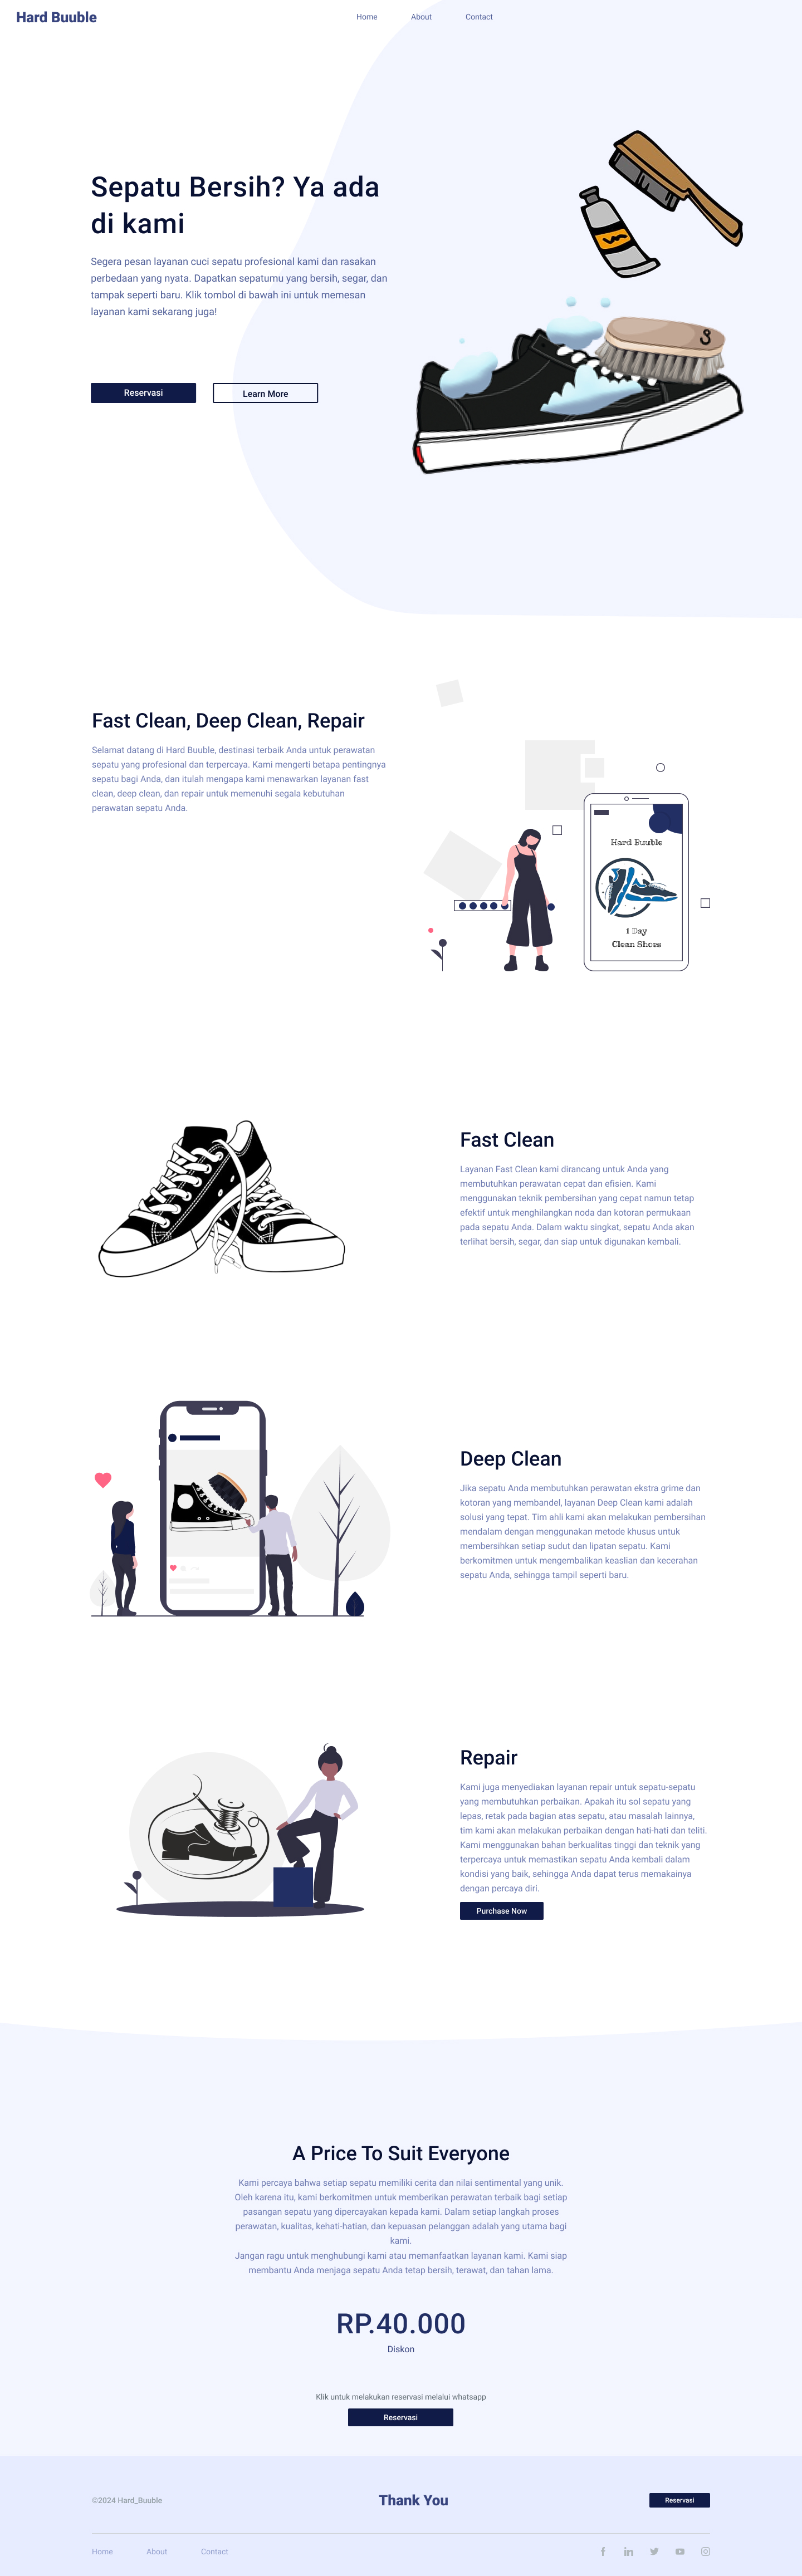 Hard Buuble
Home About Contact
Sepatu Bersih? Ya ada
di kami
Segera pesan layanan cuci sepatu profesional kami dan rasakan
perbedaan yang nyata. Dapatkan sepatumu yang bersih, segar, dan
tampak seperti baru. Klik tombol di bawah ini untuk memesan
layanan kami sekarang juga!
Reservasi Learn More
Fast Clean, Deep Clean, Repair
Selamat datang di Hard Buuble, destinasi terbaik Anda untuk perawatan
sepatu yang profesional dan terpercaya. Kami mengerti betapa pentingnya
sepatu bagi Anda, dan itulah mengapa kami menawarkan layanan fast
clean, deep clean, dan repair untuk memenuhi segala kebutuhan
perawatan sepatu Anda.
Hard Buuble
1 Day
Clean Shoes
Fast Clean
Layanan Fast Clean kami dirancang untuk Anda yang
membutuhkan perawatan cepat dan efisien. Kami
menggunakan teknik pembersihan yang cepat namun tetap
efektif untuk menghilangkan noda dan kotoran permukaan
pada sepatu Anda. Dalam waktu singkat, sepatu Anda akan
terlihat bersih, segar, dan siap untuk digunakan kembali.
Deep Clean
Jika sepatu Anda membutuhkan perawatan ekstra grime dan
kotoran yang membandel, layanan Deep Clean kami adalah
solusi yang tepat. Tim ahli kami akan melakukan pembersihan
mendalam dengan menggunakan metode khusus untuk
membersihkan setiap sudut dan lipatan sepatu. Kami
berkomitmen untuk mengembalikan keaslian dan kecerahan
sepatu Anda, sehingga tampil seperti baru.
Repair
Kami juga menyediakan layanan repair untuk sepatu-sepatu
yang membutuhkan perbaikan. Apakah itu sol sepatu yang
lepas, retak pada bagian atas sepatu, atau masalah lainnya,
tim kami akan melakukan perbaikan dengan hati-hati dan teliti.
Kami menggunakan bahan berkualitas tinggi dan teknik yang
terpercaya untuk memastikan sepatu Anda kembali dalam
kondisi yang baik, sehingga Anda dapat terus memakainya
dengan percaya diri.
Purchase Now
A Price To Suit Everyone
Kami percaya bahwa setiap sepatu memiliki cerita dan nilai sentimental yang unik.
Oleh karena itu, kami berkomitmen untuk memberikan perawatan terbaik bagi setiap
pasangan sepatu yang dipercayakan kepada kami. Dalam setiap langkah proses
perawatan, kualitas, kehati-hatian, dan kepuasan pelanggan adalah yang utama bagi
kami.
Jangan ragu untuk menghubungi kami atau memanfaatkan layanan kami. Kami siap
membantu Anda menjaga sepatu Anda tetap bersih, terawat, dan tahan lama.
RP.40.000
Diskon
Klik untuk melakukan reservasi melalui whatsapp
Reservasi
©2024 Hard_Buuble Thank You Reservasi
Home About Contact